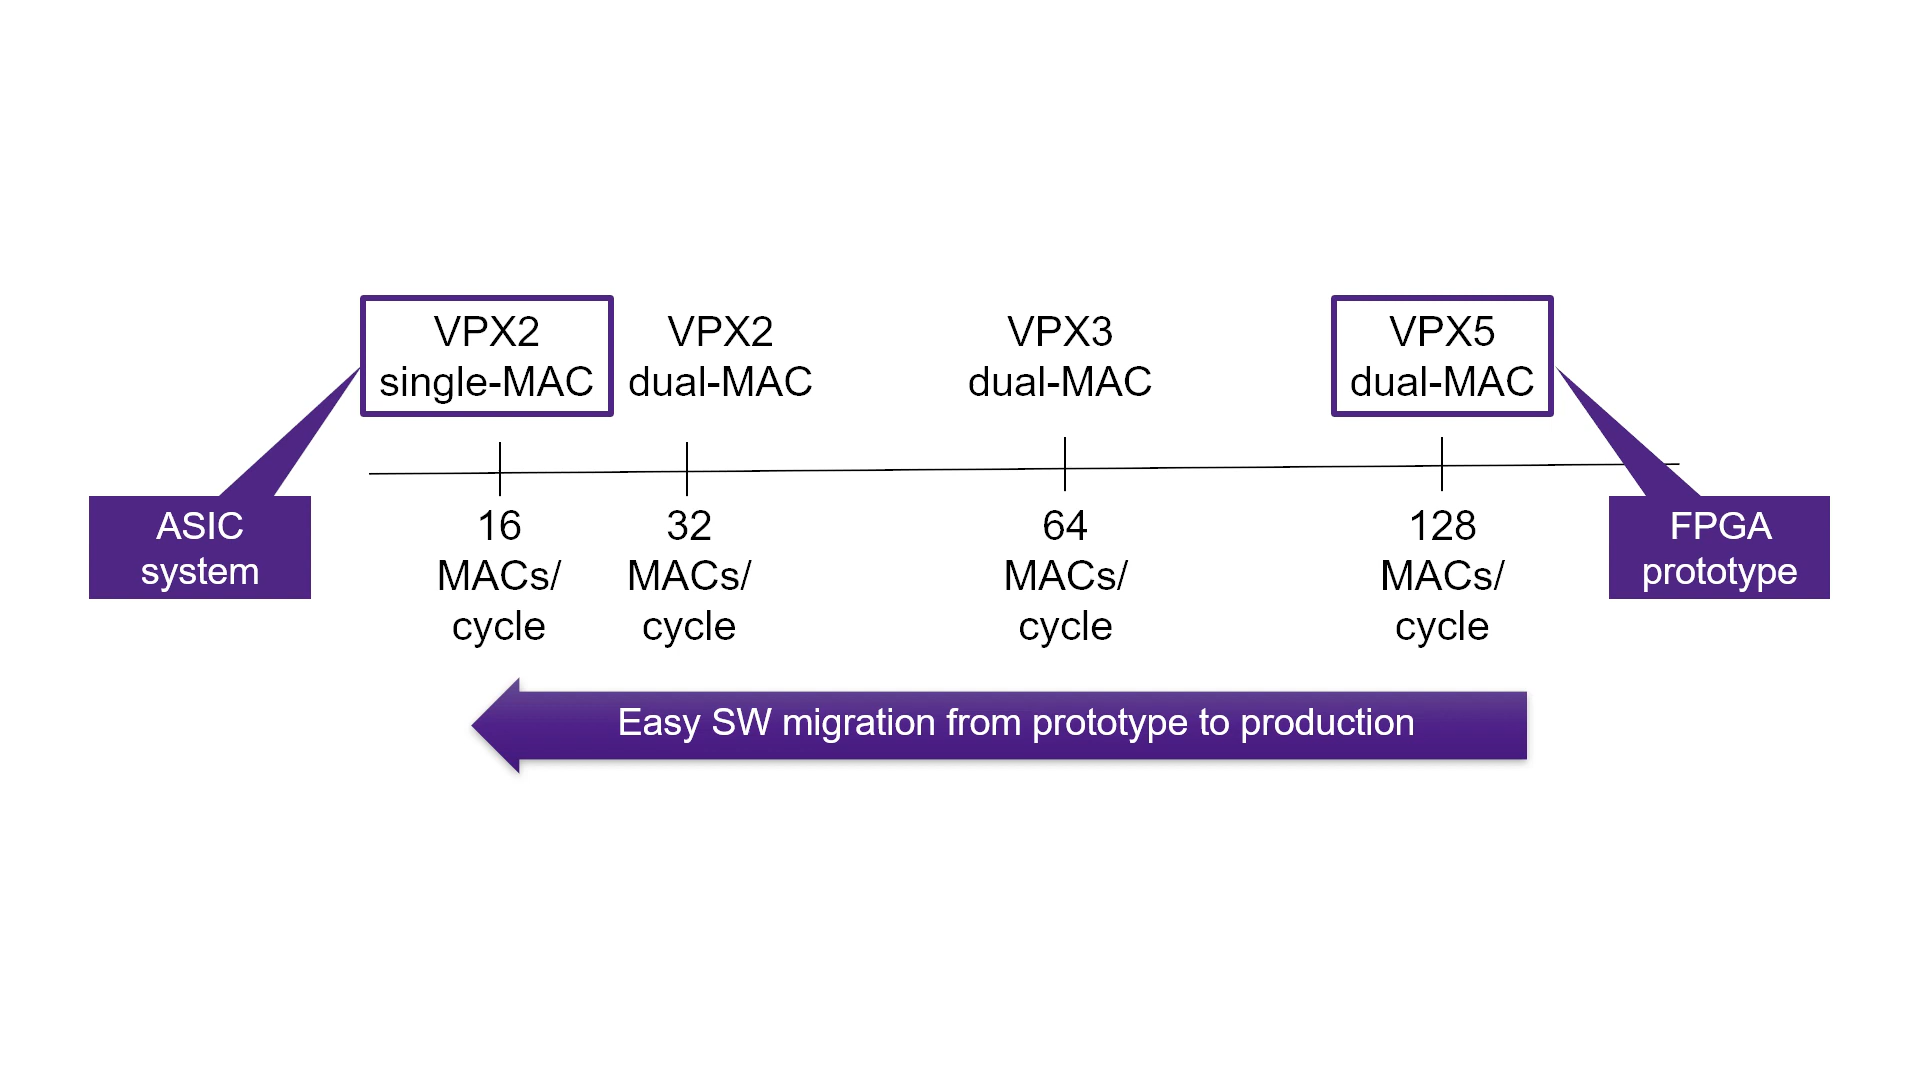 VPX2
single-MAC
VPX2
dual-MAC
VPX3
dual-MAC
VPX5
dual-MAC
ASIC
system
16
MACs/
cycle
32
MACs/
cycle
64
MACs/
cycle
128
MACs/
cycle
FPGA
prototype
Easy SW migration from prototype to production